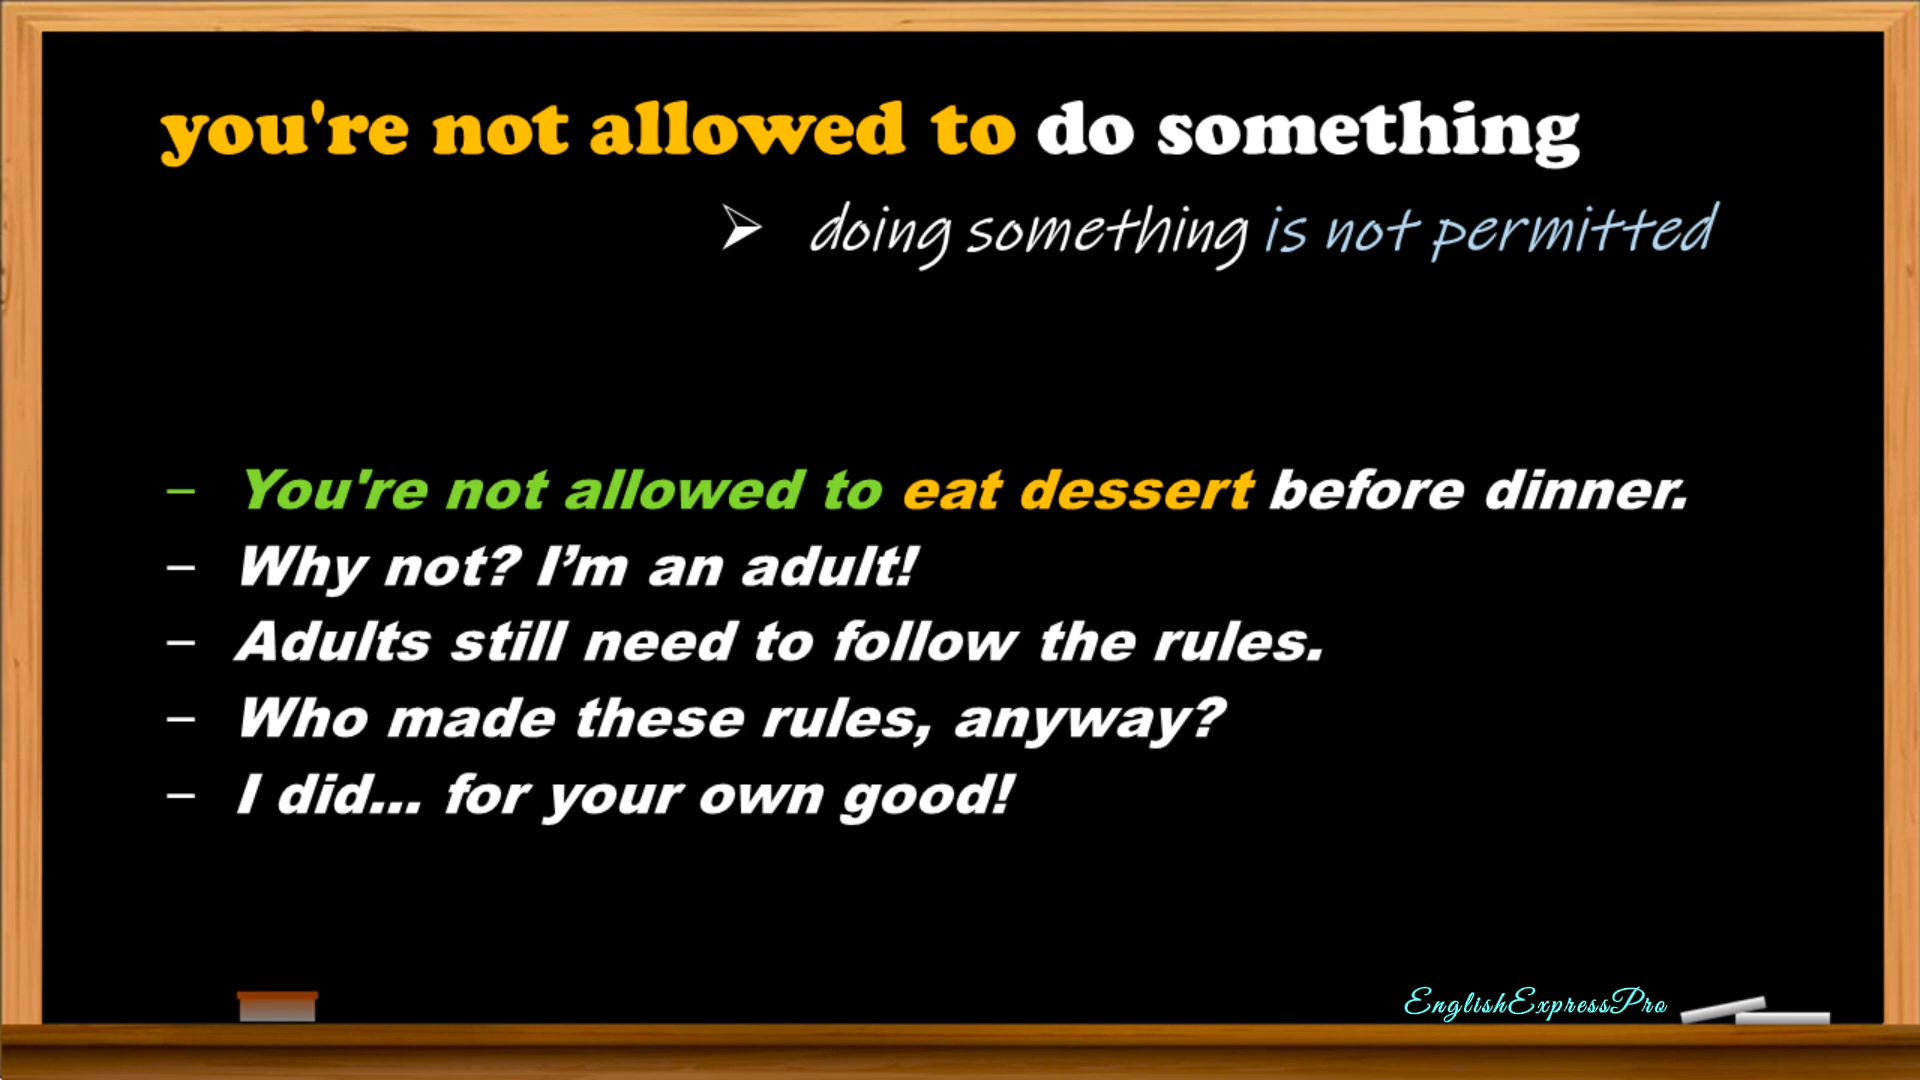 you're not allowed to do something
➢ doing something is not permitted
– You're not allowed to eat dessert before dinner.
– Why not? I’m an adult!
– Adults still need to follow the rules.
– Who made these rules, anyway?
– I did... for your own good!
EnglishExpressPro